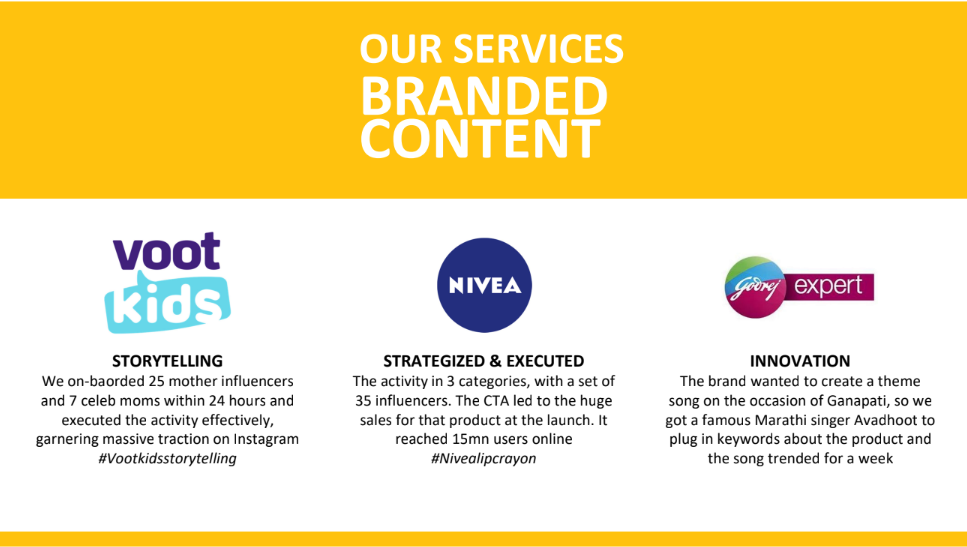 OUR SERVICES
BRANDED
CONTENT
voot
kids
STORYTELLING
We on-baorded 25 mother influencers
and 7 celeb moms within 24 hours and
executed the activity effectively,
garnering massive traction on Instagram
#Vootkidsstorytelling
NIVEA
STRATEGIZED & EXECUTED
The activity in 3 categories, with a set of
35 influencers. The CTA led to the huge
sales for that product at the launch. It
reached 15mn users online
#Nivealipcrayon
Godrej expert
INNOVATION
The brand wanted to create a theme
song on the occasion of Ganapati, so we
got a famous Marathi singer Avadhoot to
plug in keywords about the product and
the song trended for a week